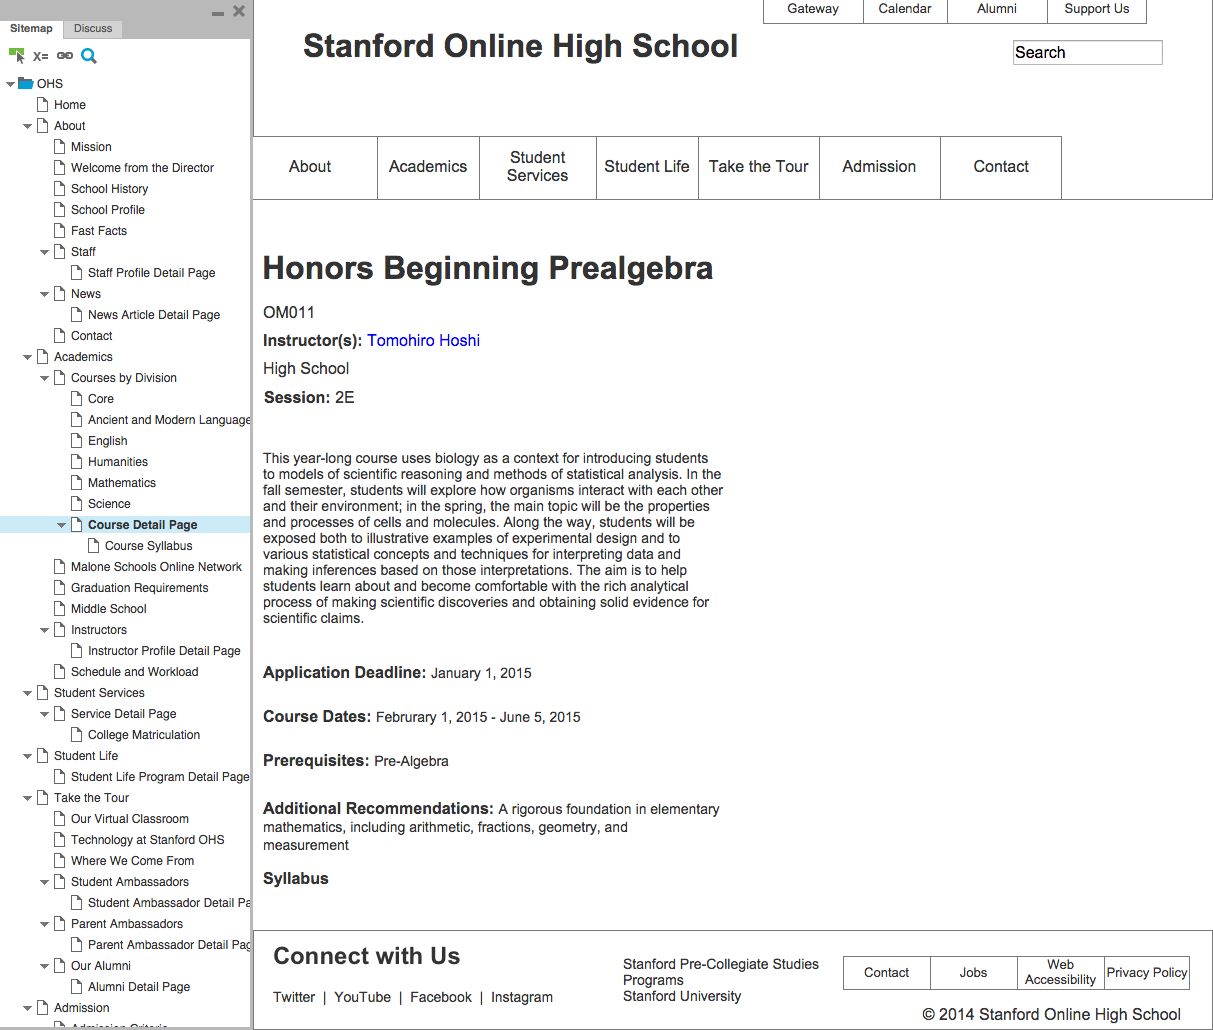 Sitemap
Discuss
X=
OHS
Home
About
Mission
Welcome from the Director
School History
School Profile
Fast Facts
Staff
Staff Profile Detail Page
News
News Article Detail Page
Contact
Academics
Courses by Division
Core
Ancient and Modern Language
English
Humanities
Mathematics
Science
Course Detail Page
Course Syllabus
Malone Schools Online Network
Graduation Requirements
Middle School
Instructors
Instructor Profile Detail Page
Schedule and Workload
Student Services
Service Detail Page
College Matriculation
Student Life
Student Life Program Detail Page
Take the Tour
Our Virtual Classroom
Technology at Stanford OHS
Where We Come From
Student Ambassadors
Student Ambassador Detail Pa
Parent Ambassadors
Parent Ambassador Detail Pag
Our Alumni
Alumni Detail Page
Admission
Admission Criteria
Gateway
Calendar
Alumni
Support Us
Stanford Online High School
Search
About
Academics
Student
Services
Student Life
Take the Tour
Admission
Contact
Honors Beginning Prealgebra
OM011
Instructor(s): Tomohiro Hoshi
High School
Session: 2E
This year-long course uses biology as a context for introducing students
to models of scientific reasoning and methods of statistical analysis. In the
fall semester, students will explore how organisms interact with each other
and their environment; in the spring, the main topic will be the properties
and processes of cells and molecules. Along the way, students will be
exposed both to illustrative examples of experimental design and to
various statistical concepts and techniques for interpreting data and
making inferences based on those interpretations. The aim is to help
students learn about and become comfortable with the rich analytical
process of making scientific discoveries and obtaining solid evidence for
scientific claims.
Application Deadline: January 1, 2015
Course Dates: Februrary 1, 2015 - June 5, 2015
Prerequisites: Pre-Algebra
Additional Recommendations: A rigorous foundation in elementary
mathematics, including arithmetic, fractions, geometry, and
measurement
Syllabus
Connect with Us
Twitter | YouTube | Facebook | Instagram
Stanford Pre-Collegiate Studies
Programs
Stanford University
Contact
Jobs
Web
Accessibility
Privacy Policy
© 2014 Stanford Online High School